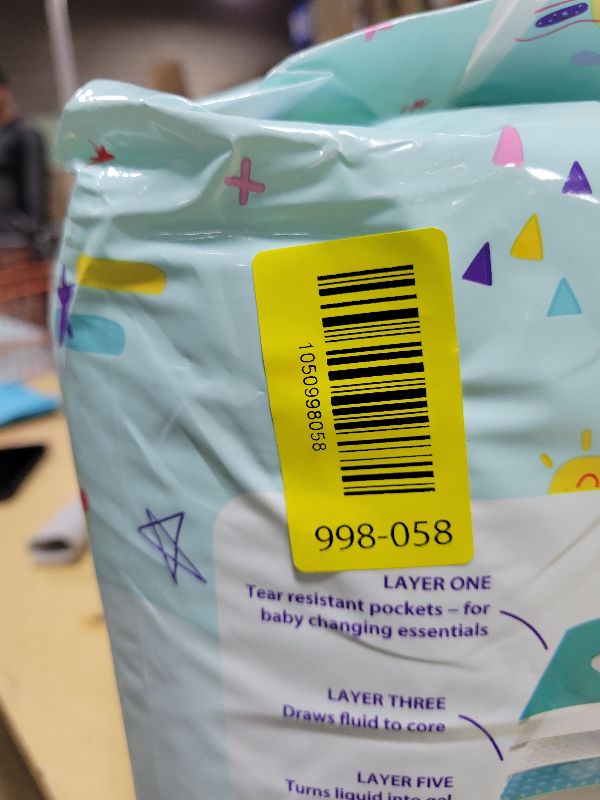 1050998058
998-058
LAYER ONE
Tear resistant pockets – for
baby changing essentials
LAYER THREE
Draws fluid to core
LAYER FIVE
Turns liquid into gel